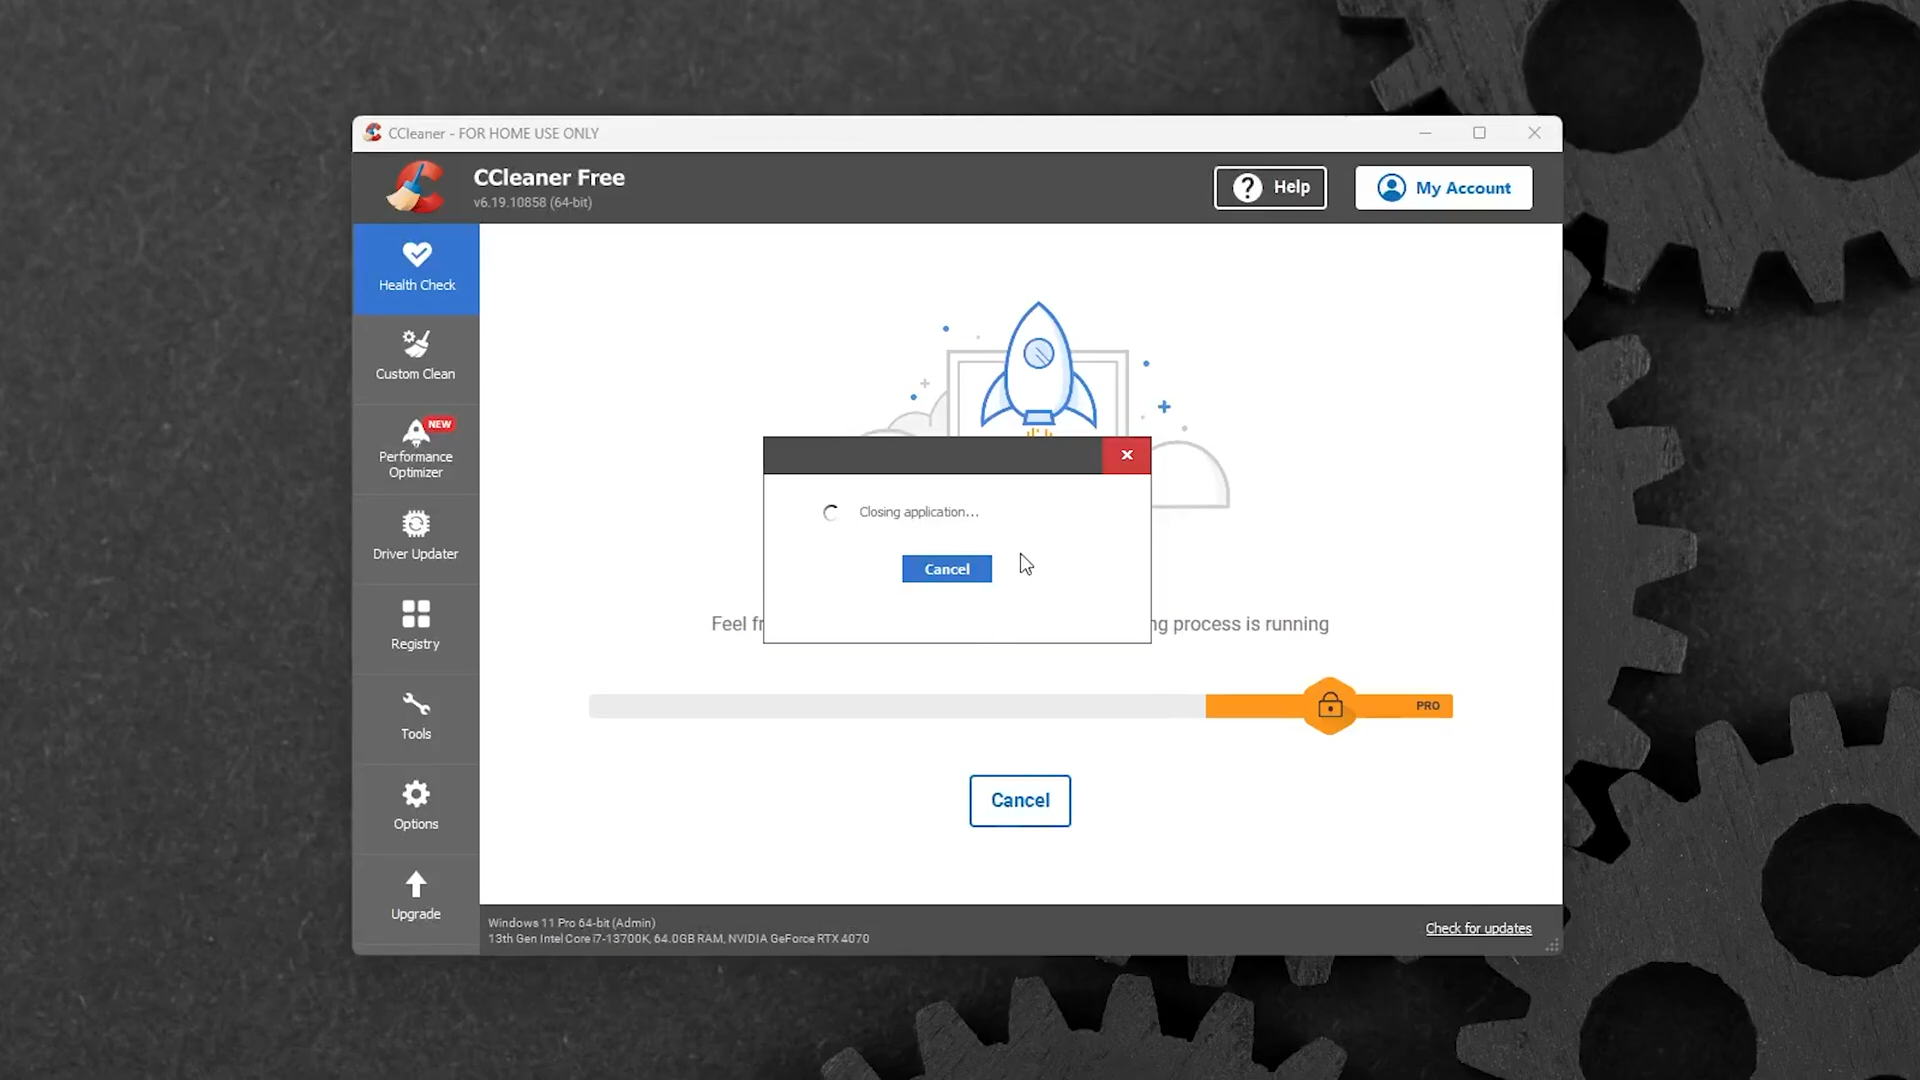 CCleaner - FOR HOME USE ONLY
CCleaner Free
v6.19.10858 (64-bit)
Help
My Account
Health Check
Custom Clean
NEW
Performance
Optimizer
Driver Updater
Registry
Tools
Options
Upgrade
Closing application...
Cancel
Feel fr
ng process is running
PRO
Cancel
Windows 11 Pro 64-bit (Admin)
13th Gen Intel Core i7-13700K, 64.0GB RAM, NVIDIA GeForce RTX 4070
Check for updates